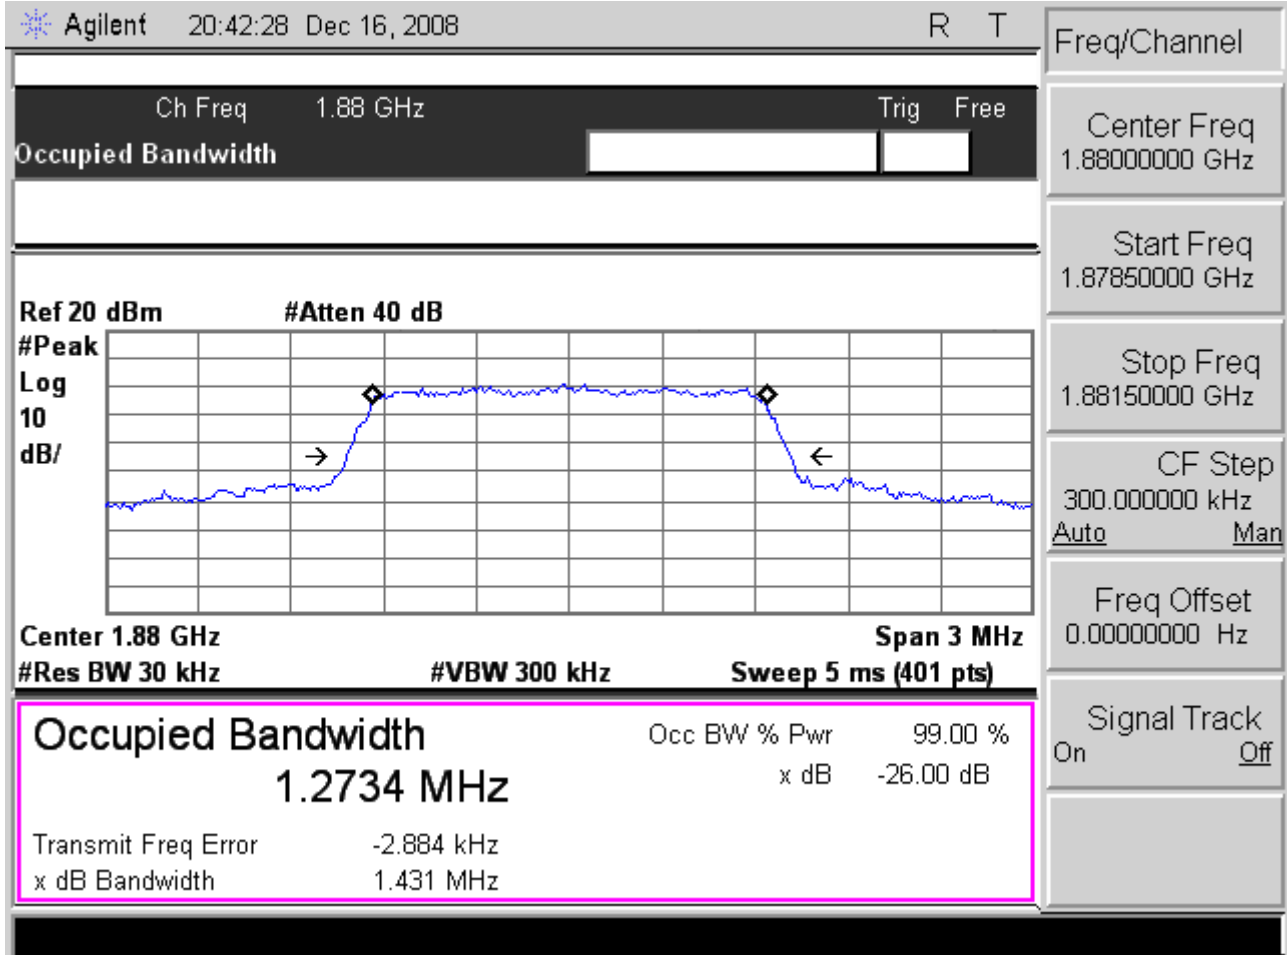 Agilent 20:42:28 Dec 16, 2008 R T
Freq/Channel
Ch Freq 1.88 GHz Trig Free
Occupied Bandwidth
Center Freq
1.88000000 GHz
Start Freq
1.87850000 GHz
Stop Freq
1.88150000 GHz
CF Step
300.000000 kHz
Auto Man
Freq Offset
0.00000000 Hz
Signal Track
On Off
Ref 20 dBm #Atten 40 dB
#Peak
Log
10
dB/
Center 1.88 GHz Span 3 MHz
#Res BW 30 kHz #VBW 300 kHz Sweep 5 ms (401 pts)
Occupied Bandwidth
1.2734 MHz
Occ BW % Pwr 99.00 %
x dB -26.00 dB
Transmit Freq Error -2.884 kHz
x dB Bandwidth 1.431 MHz